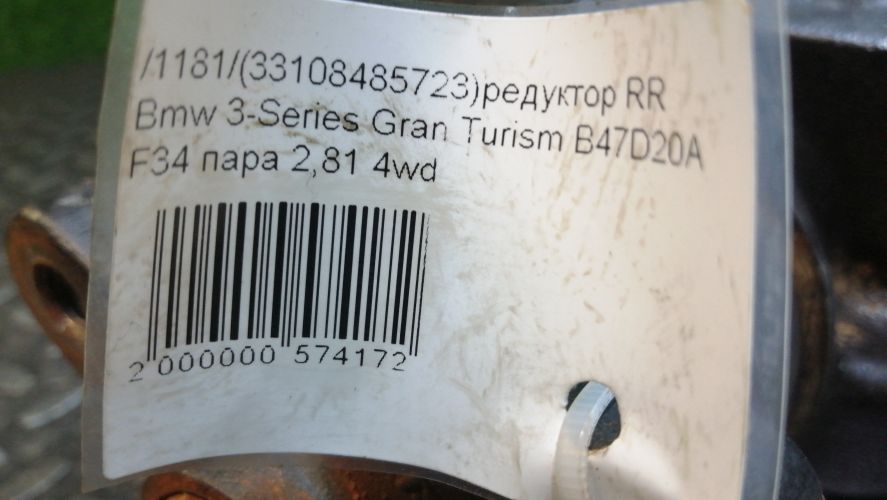 /1181/(33108485723)редуктор RR
Bmw 3-Series Gran Turism B47D20A
F34 пара 2,81 4wd
2 000000 574172